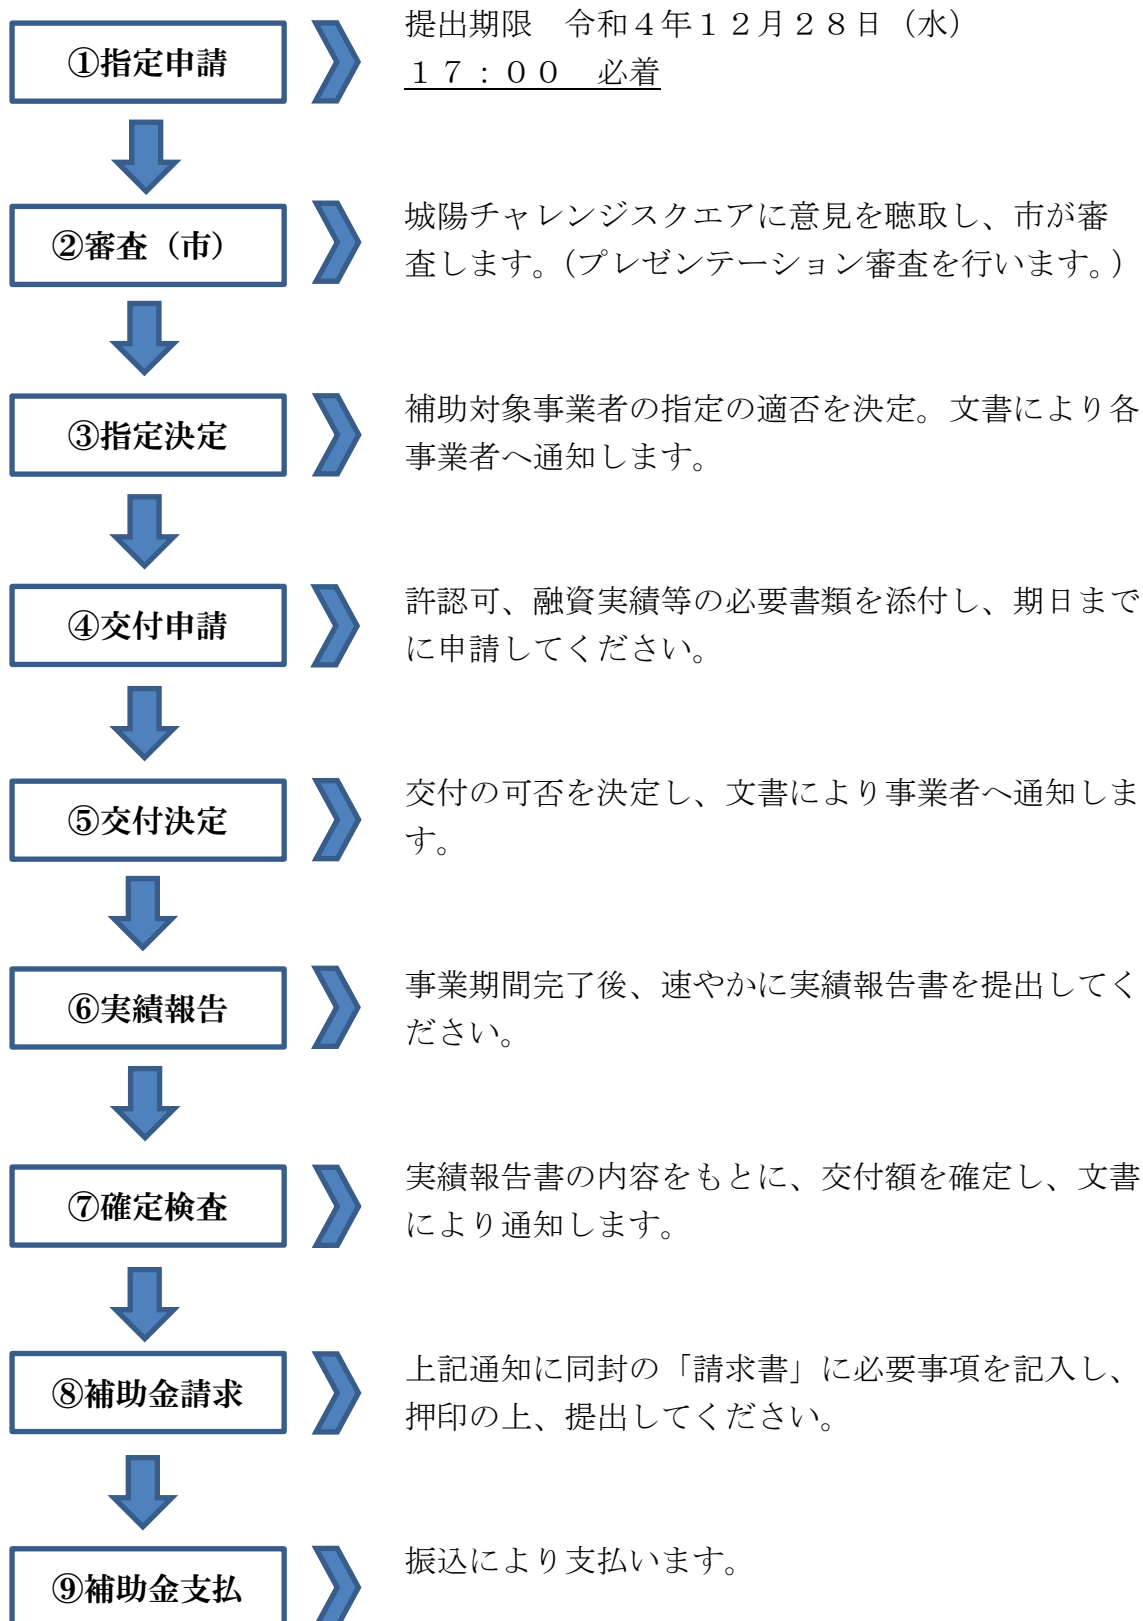 ①指定申請
提出期限　令和４年１２月２８日（水）
１７：００　必着
②審査（市）
城陽チャレンジスクエアに意見を聴取し、市が審
査します。（プレゼンテーション審査を行います。）
③指定決定
補助対象事業者の指定の適否を決定。文書により各
事業者へ通知します。
④交付申請
許認可、融資実績等の必要書類を添付し、期日まで
に申請してください。
⑤交付決定
交付の可否を決定し、文書により事業者へ通知しま
す。
⑥実績報告
事業期間完了後、速やかに実績報告書を提出してく
ださい。
⑦確定検査
実績報告書の内容をもとに、交付額を確定し、文書
により通知します。
⑧補助金請求
上記通知に同封の「請求書」に必要事項を記入し、
押印の上、提出してください。
⑨補助金支払
振込により支払います。